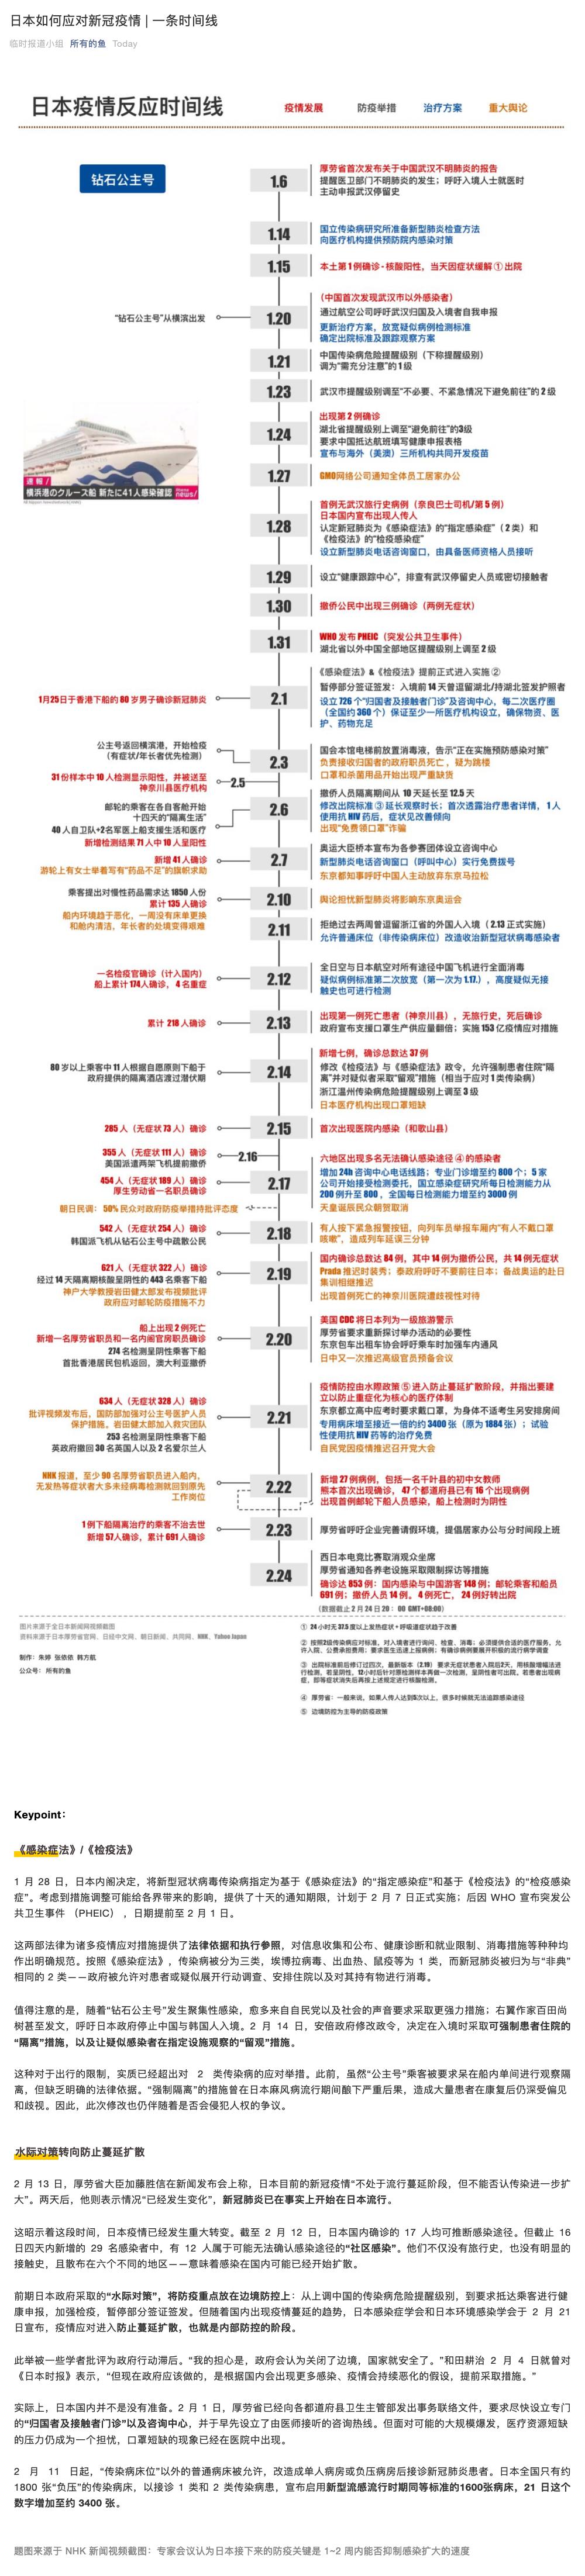 日本如何应对新冠疫情 | 一条时间线
临时报道小组 所有的鱼 Today
日本疫情反应时间线
疫情发展 防疫举措 治疗方案 重大舆论
钻石公主号
1.6
厚劳省首次发布关于中国武汉不明肺炎的报告
提醒医卫部门不明肺炎的发生；呼吁入境人士就医时
主动申报武汉停留史
1.14
国立传染病研究所准备新型肺炎检查方法
向医疗机构提供预防院内感染对策
1.15
本土第1例确诊-核酸阳性，当天因症状缓解①出院
“钻石公主号”从横滨出发
1.20
（中国首次发现武汉市以外感染者）
通过航空公司呼吁武汉归国及入境者自我申报
更新治疗方案，放宽疑似病例检测标准
确定出院标准及跟踪观察方案
1.21
中国传染病危险提醒级别（下称提醒级别）
调为“需充分注意”的1级
1.23
武汉市提醒级别调至“不必要、不紧急情况下避免前往”的2级
速報/
横浜港のクルーズ船 新たに41人感染確認
news/
1.24
出现第2例确诊
湖北省提醒级别上调至“避免前往”的3级
要求中国抵达航班填写健康申报表格
宣布与海外（美澳）三所机构共同开发疫苗
1.27
GMO网络公司通知全体员工居家办公
1.28
首例无武汉旅行史病例（奈良巴士司机/第5例）
日本国内宣布出现人传人
认定新冠肺炎为《感染症法》的“指定感染症”（2类）和
《检疫法》的“检疫感染症”
设立新型肺炎电话咨询窗口，由具备医师资格人员接听
1.29
设立“健康跟踪中心”，排查有武汉停留史人员或密切接触者
1.30
撤侨公民中出现三例确诊（两例无症状）
1.31
WHO发布PHEIC（突发公共卫生事件）
湖北省以外中国全部地区提醒级别上调至2级
1月25日于香港下船的80岁男子确诊新冠肺炎
2.1
《感染症法》&《检疫法》提前正式进入实施②
暂停部分签证签发：入境前14天曾逗留湖北/持湖北签发护照者
设立726个“归国者及接触者门诊”及咨询中心，每二次医疗圈
（全国约360个）保证至少一所医疗机构设立，确保物资、医
护、药物充足
公主号返回横滨港，开始检疫
（有症状/年长者优先检测）
2.3
国会本馆电梯前放置消毒液，告示“正在实施预防感染对策”
负责接收归国者的政府职员死亡，疑为跳楼
口罩和杀菌用品开始出现严重缺货
31份样本中10人检测显示阳性，并被送至
神奈川县医疗机构
2.5
邮轮的乘客在各自客舱开始
十四天的“隔离生活”
40人自卫队+2名军医上船支援生活和医疗
新增检测结果71人中10人呈阳性
2.6
撤侨人员隔离期间从10天延长至12.5天
修改出院标准③延长观察时长；首次透露治疗患者详情，1人
使用抗HIV药后，症状见改善倾向
出现“免费领口罩”诈骗
新增41人确诊
游轮上有女士举着写有“药品不足”的旗帜求助
2.7
奥运大臣桥本宣布为各参赛团体设立咨询中心
新型肺炎电话咨询窗口（呼叫中心）实行免费拨号
东京都知事呼吁中国人主动放弃东京马拉松
乘客提出对慢性药品需求达1850人份
累计135人确诊
船内环境趋于恶化，一周没有床单更换
和舱内清洁，年长者的处境变得艰难
2.10
舆论担忧新型肺炎将影响东京奥运会
2.11
拒绝过去两周曾逗留浙江省的外国人入境（2.13正式实施）
允许普通床位（非传染病床位）改造收治新型冠状病毒感染者
一名检疫官确诊（计入国内）
船上累计174人确诊，4名重症
2.12
全日空与日本航空对所有途径中国飞机进行全面消毒
疑似病例标准第二次放宽（第一次为1.17.），高度疑似无接
触史也可进行检测
累计218人确诊
2.13
出现第一例死亡患者（神奈川县），无旅行史，死后确诊
政府宣布支援口罩生产供应量翻倍；实施153亿疫情应对措施
80岁以上乘客中11人根据自愿原则下船于
政府提供的隔离酒店渡过潜伏期
2.14
新增七例，确诊总数达37例
修改《检疫法》与《感染症法》政令，允许强制患者住院“隔
离”并对疑似者采取“留观”措施（相当于应对1类传染病）
浙江温州传染病危险提醒级别上调至3级
日本医疗机构出现口罩短缺
285人（无症状73人）确诊
2.15
首次出现医院内感染（和歌山县）
355人（无症状111人）确诊
美国派遣两架飞机提前撤侨
2.16
454人（无症状189人）确诊
厚生劳动省一名职员确诊
朝日民调：50%民众对政府防疫举措持批评态度
2.17
六地区出现多名无法确认感染途径④的感染者
增加24h咨询中心电话线路；专业门诊增至约800个；5家
公司开始接受检测委托，国立感染症研究所每日检测能力从
200例升至800，全国每日检测能力增至约3000例
天皇诞辰民众朝贺取消
542人（无症状254人）确诊
韩国派飞机从钻石公主号中疏散公民
2.18
有人按下紧急报警按钮，向列车员举报车厢内“有人不戴口罩
咳嗽”，造成列车延误三分钟
621人（无症状322人）确诊
经过14天隔离期核酸呈阴性的443名乘客下船
神户大学教授岩田健太郎发布视频批评
政府应对邮轮防疫措施不力
2.19
国内确诊总数达84例，其中14例为撤侨公民，共14例无症状
Prada推迟时装秀；泰政府呼吁不要前往日本；备战奥运的赴日
集训相继推迟
出现首例死亡的神奈川医院遭歧视性对待
船上出现2例死亡
新增一名厚劳省职员和一名内阁官房职员确诊
274名检测呈阴性乘客下船
首批香港居民包机返回，澳大利亚撤侨
2.20
美国CDC将日本列为一级旅游警示
厚劳省要求重新探讨举办活动的必要性
东京包车出租车协会呼吁乘车时加强车内通风
日中又一次推迟高级官员预备会议
634人（无症状328人）确诊
批评视频发布后，国防部加强对公主号医护人员
保护措施。岩田健太郎加入救灾团队
253名检测呈阴性乘客下船
英政府撤回30名英国人以及2名爱尔兰人
2.21
疫情防控由水際政策⑤进入防止蔓延扩散阶段，并指出要建
立以防止重症化为核心的医疗体制
东京都立高中应考时要求戴口罩，为身体不适考生另安排房间
专用病床增至接近一倍的约3400张（原为1884张）；试验
性使用抗HIV药等的治疗免费
自民党因疫情推迟召开党大会
NHK报道，至少90名厚劳省职员进入船内，
无发热等症状者大多未经病毒检测就回到原先
工作岗位
2.22
新增27例病例，包括一名千叶县的初中女教师
熊本首次出现确诊，47个都道府县已有16个出现病例
出现首例邮轮下船人员感染，船上检测时为阴性
1例下船隔离治疗的乘客不治去世
新增57人确诊，累计691人确诊
2.23
厚劳省呼吁企业完善请假环境，提倡居家办公与分时间段上班
2.24
西日本电竞比赛取消观众坐席
厚劳省通知各养老设施采取限制探访等措施
确诊达853例：国内感染与中国游客148例；邮轮乘客和船员
691例；撤侨人员14例。4例死亡，24例好转出院
（数据截止2月24日20：00 GMT+08:00）
图片来源于全日本新闻网视频截图
资料来源于日本厚劳省官网、日经中文网、朝日新闻、共同网、NHK、Yahoo Japan
制作：朱婷 张依依 韩方航
公众号：所有的鱼
① 24小时无37.5度以上发热症状+呼吸道症状趋于改善
② 按照2级传染病应对标准，对入境者进行询问、检查、消毒；必须提供合适的医疗服务，允
许入院、公费承担费用；要求医生迅速上报病例；有确诊病例要展开积极的流行病学调查
③ 出院标准前后修订过四次，最新版本（2.19）要求无症状患者入院后2天，用核酸增幅法进
行检测，若呈阴性，12小时后针对原检测样本再做一次检测，呈阴性者可出院。若患者出现病
症，即等症状消失后再按上述规定进行核酸检测。
④ 厚劳省：一般来说，如果人传人达到5次以上，很多时候就无法追踪感染途径
⑤ 边境防控为主导的防疫政策
Keypoint：
《感染症法》/《检疫法》
1 月 28 日，日本内阁决定，将新型冠状病毒传染病指定为基于《感染症法》的“指定感染症”和基于《检疫法》的“检疫感染
症”。考虑到措施调整可能给各界带来的影响，提供了十天的通知期限，计划于 2 月 7 日正式实施；后因 WHO 宣布突发公
共卫生事件 （PHEIC） ，日期提前至 2 月 1 日。
这两部法律为诸多疫情应对措施提供了法律依据和执行参照，对信息收集和公布、健康诊断和就业限制、消毒措施等种种均
作出明确规范。按照《感染症法》，传染病被分为三类，埃博拉病毒、出血热、鼠疫等为 1 类，而新冠肺炎被归为与“非典”
相同的 2 类——政府被允许对患者或疑似展开行动调查、安排住院以及对其持有物进行消毒。
值得注意的是，随着“钻石公主号”发生聚集性感染，愈多来自自民党以及社会的声音要求采取更强力措施；右翼作家百田尚
树甚至发文，呼吁日本政府停止中国与韩国人入境。2 月 14 日，安倍政府修改政令，决定在入境时采取可强制患者住院的
“隔离”措施，以及让疑似感染者在指定设施观察的“留观”措施。
这种对于出行的限制，实质已经超出对 2 类传染病的应对举措。此前，虽然“公主号”乘客被要求呆在船内单间进行观察隔
离，但缺乏明确的法律依据。“强制隔离”的措施曾在日本麻风病流行期间酿下严重后果，造成大量患者在康复后仍深受偏见
和歧视。因此，此次修改也仍伴随着是否会侵犯人权的争议。
水际对策转向防止蔓延扩散
2 月 13 日，厚劳省大臣加藤胜信在新闻发布会上称，日本目前的新冠疫情“不处于流行蔓延阶段，但不能否认传染进一步扩
大”。两天后，他则表示情况“已经发生变化”，新冠肺炎已在事实上开始在日本流行。
这昭示着这段时间，日本疫情已经发生重大转变。截至 2 月 12 日，日本国内确诊的 17 人均可推断感染途径。但截止 16
日四天内新增的 29 名感染者中，有 12 人属于可能无法确认感染途径的“社区感染”。他们不仅没有旅行史，也没有明显的
接触史，且散布在六个不同的地区——意味着感染在国内可能已经开始扩散。
前期日本政府采取的“水际对策”，将防疫重点放在边境防控上：从上调中国的传染病危险提醒级别，到要求抵达乘客进行健
康申报，加强检疫，暂停部分签证签发。但随着国内出现疫情蔓延的趋势，日本感染症学会和日本环境感染学会于 2 月 21
日宣布，疫情应对进入防止蔓延扩散，也就是内部防控的阶段。
此举被一些学者批评为政府行动滞后。“我的担心是，政府会认为关闭了边境，国家就安全了。”和田耕治 2 月 4 日就曾对
《日本时报》表示，“但现在政府应该做的，是根据国内会出现更多感染、疫情会持续恶化的假设，提前采取措施。”
实际上，日本国内并不是没有准备。2 月 1 日，厚劳省已经向各都道府县卫生主管部发出事务联络文件，要求尽快设立专门
的“归国者及接触者门诊”以及咨询中心，并于早先设立了由医师接听的咨询热线。但面对可能的大规模爆发，医疗资源短缺
的压力仍成为一个担忧，口罩短缺的现象已经在医院中出现。
2 月 11 日起，“传染病床位”以外的普通病床被允许，改造成单人病房或负压病房后接诊新冠肺炎患者。日本全国只有约
1800 张“负压”的传染病床，以接诊 1 类和 2 类传染病患，宣布启用新型流感流行时期同等标准的1600张病床，21 日这个
数字增加至约 3400 张。
题图来源于 NHK 新闻视频截图：专家会议认为日本接下来的防疫关键是 1~2 周内能否抑制感染扩大的速度